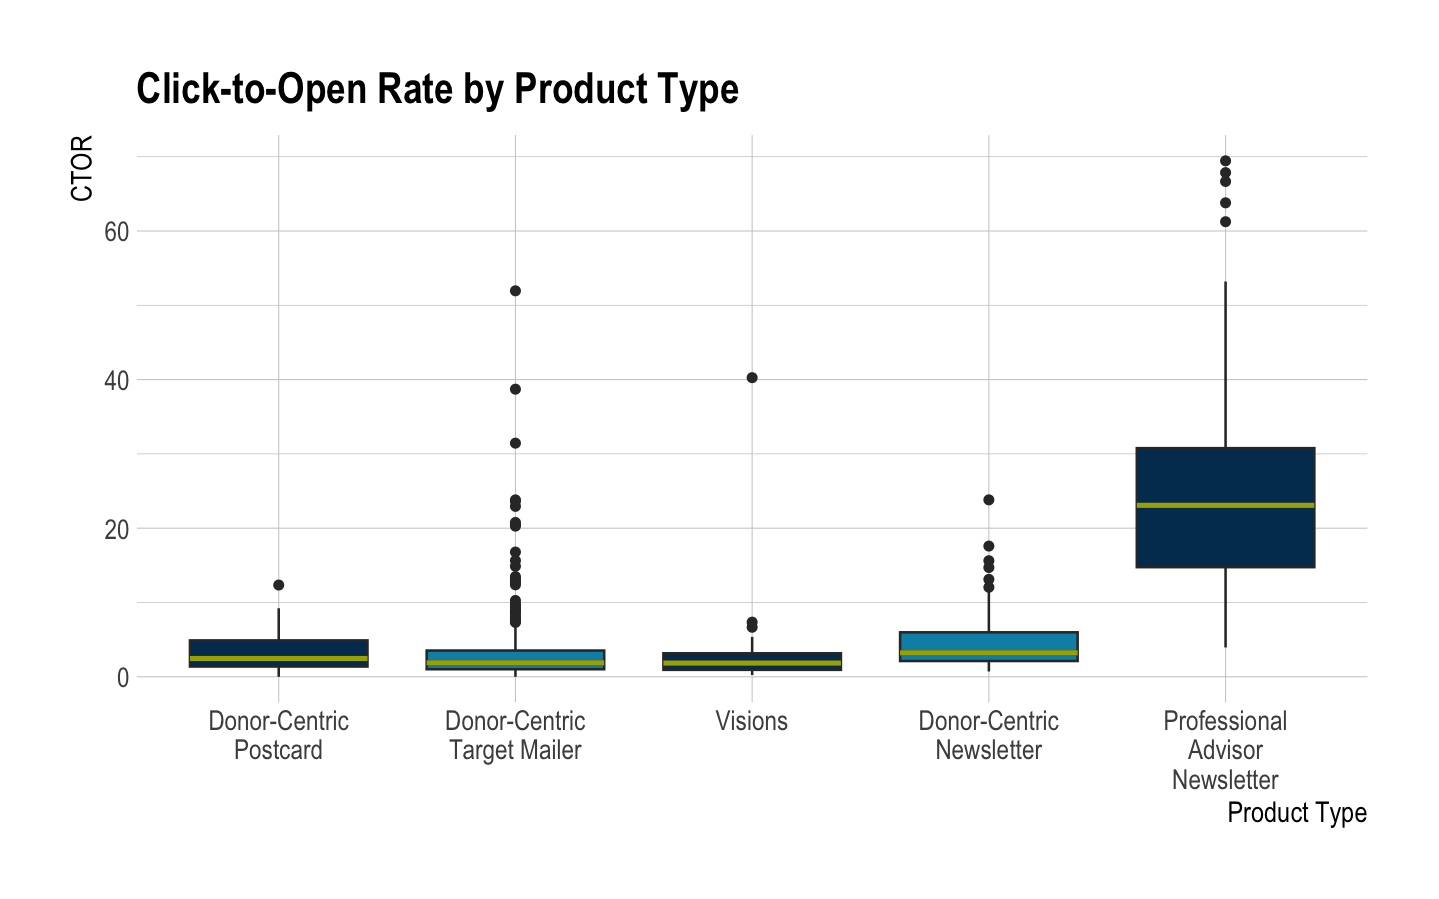 Click-to-Open Rate by Product Type
CTOR
60
40
20
0
Donor-Centric
Postcard
Donor-Centric
Target Mailer
Visions
Donor-Centric
Newsletter
Professional
Advisor
Newsletter
Product Type